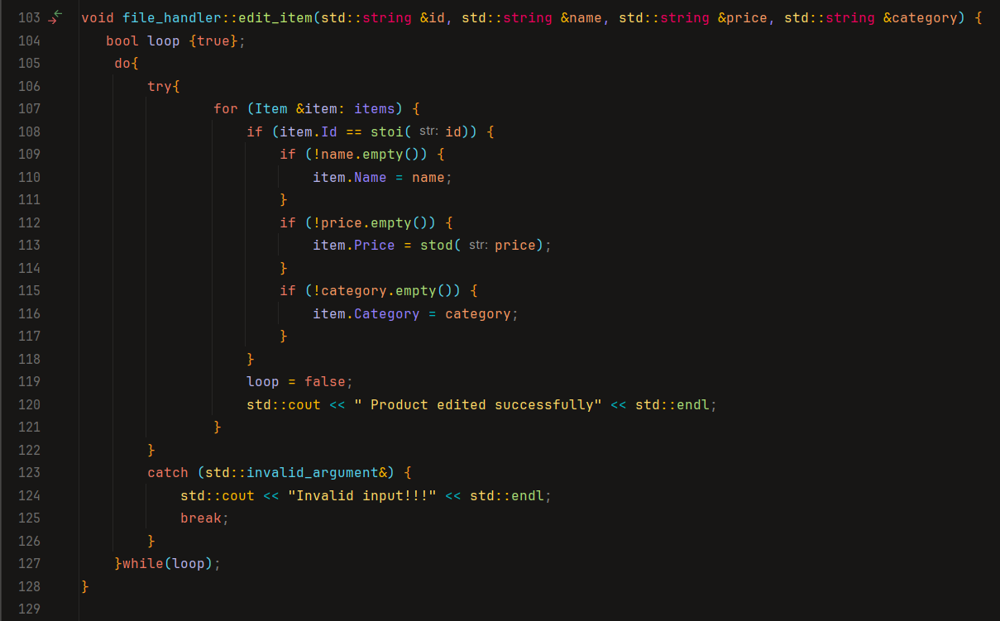 103 void file_handler::edit_item(std::string &id, std::string &name, std::string &price, std::string &category) {
104    bool loop {true};
105     do{
106         try{
107                 for (Item &item: items) {
108                     if (item.Id == stoi( str: id)) {
109                         if (!name.empty()) {
110                             item.Name = name;
111                         }
112                         if (!price.empty()) {
113                             item.Price = stod( str: price);
114                         }
115                         if (!category.empty()) {
116                             item.Category = category;
117                         }
118                     }
119                     loop = false;
120                     std::cout << " Product edited successfully" << std::endl;
121                 }
122         }
123         catch (std::invalid_argument&) {
124             std::cout << "Invalid input!!!" << std::endl;
125             break;
126         }
127     }while(loop);
128 }
129